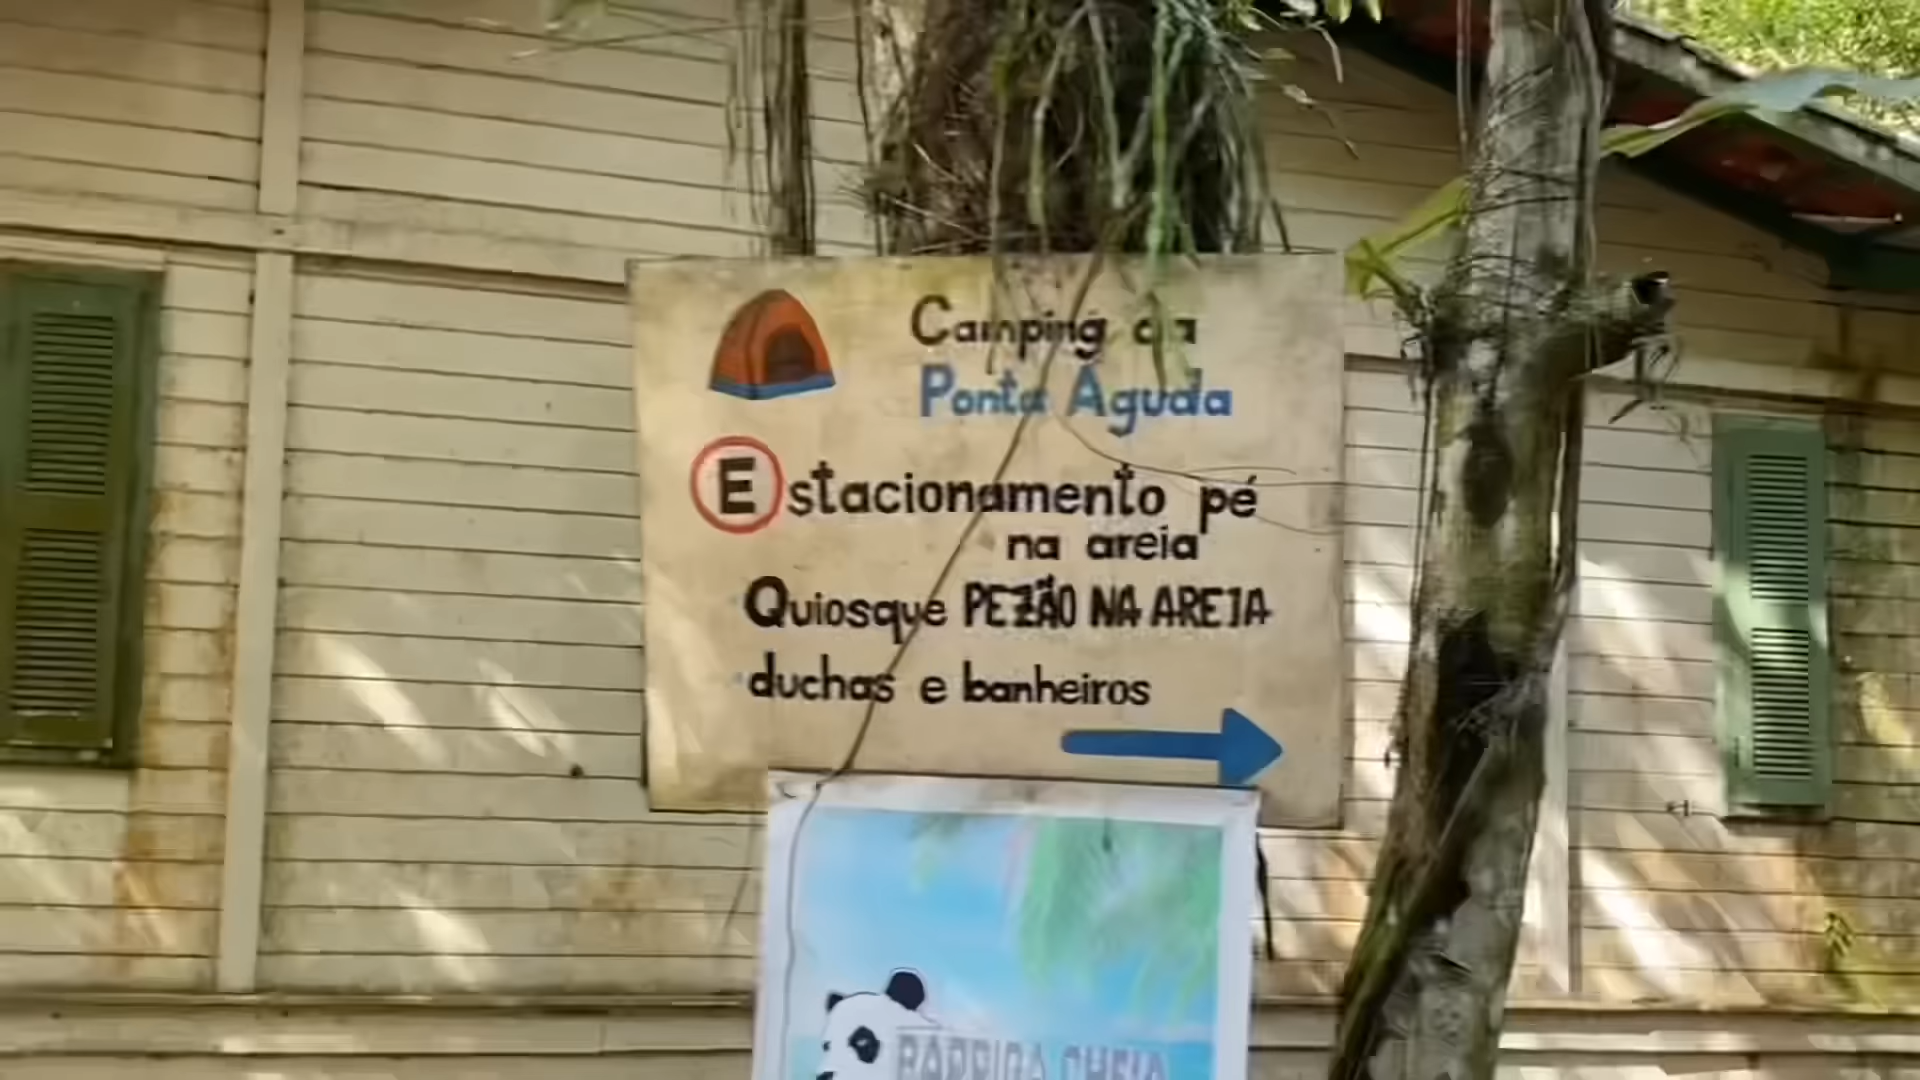 Camping da
Ponta Aguda
Estacionamento pé
na areia
Quiosque PEZÃO NA AREIA
duchas e banheiros
BARRIGA CHEIA